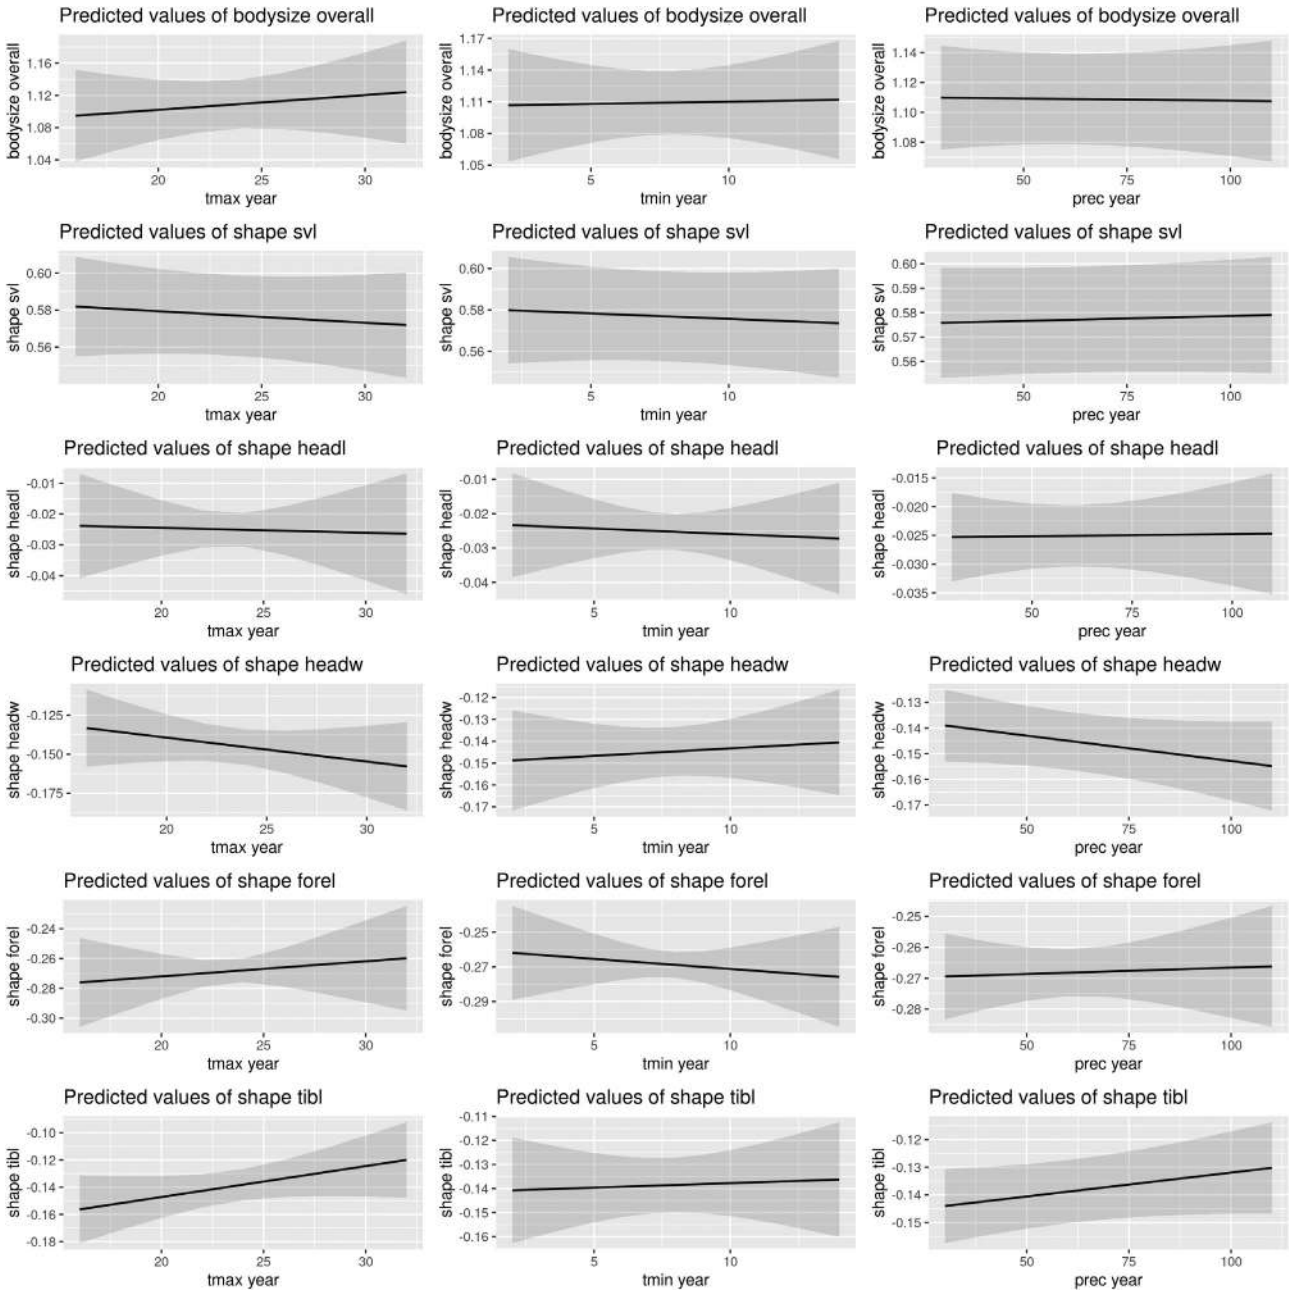 Predicted values of bodysize overall
bodysize overall
1.16
1.12
1.08
1.04
20 25 30
tmax year
Predicted values of bodysize overall
bodysize overall
1.17
1.14
1.11
1.08
1.05
5 10
tmin year
Predicted values of bodysize overall
bodysize overall
1.14
1.12
1.10
1.08
50 75 100
prec year
Predicted values of shape svl
shape svl
0.60
0.58
0.56
20 25 30
tmax year
Predicted values of shape svl
shape svl
0.60
0.58
0.56
5 10
tmin year
Predicted values of shape svl
shape svl
0.60
0.59
0.58
0.57
0.56
50 75 100
prec year
Predicted values of shape headl
shape headl
-0.01
-0.02
-0.03
-0.04
20 25 30
tmax year
Predicted values of shape headl
shape headl
-0.01
-0.02
-0.03
-0.04
5 10
tmin year
Predicted values of shape headl
shape headl
-0.015
-0.020
-0.025
-0.030
-0.035
50 75 100
prec year
Predicted values of shape headw
shape headw
-0.125
-0.150
-0.175
20 25 30
tmax year
Predicted values of shape headw
shape headw
-0.12
-0.13
-0.14
-0.15
-0.16
-0.17
5 10
tmin year
Predicted values of shape headw
shape headw
-0.13
-0.14
-0.15
-0.16
-0.17
50 75 100
prec year
Predicted values of shape forel
shape forel
-0.24
-0.26
-0.28
-0.30
20 25 30
tmax year
Predicted values of shape forel
shape forel
-0.25
-0.27
-0.29
5 10
tmin year
Predicted values of shape forel
shape forel
-0.25
-0.26
-0.27
-0.28
50 75 100
prec year
Predicted values of shape tibl
shape tibl
-0.10
-0.12
-0.14
-0.16
-0.18
20 25 30
tmax year
Predicted values of shape tibl
shape tibl
-0.11
-0.12
-0.13
-0.14
-0.15
-0.16
5 10
tmin year
Predicted values of shape tibl
shape tibl
-0.12
-0.13
-0.14
-0.15
50 75 100
prec year